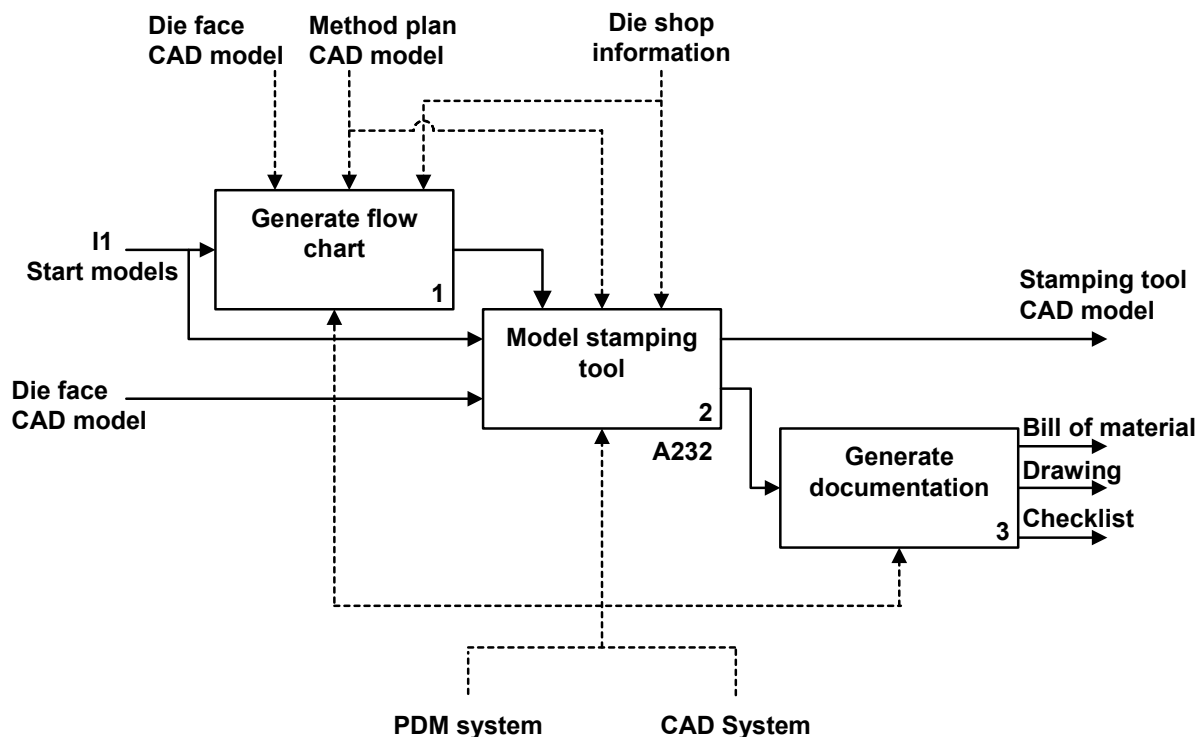 Die face
CAD model
Method plan
CAD model
Die shop
information
Generate flow
chart
1
I1
Start models
Model stamping
tool
2
A232
Stamping tool
CAD model
Die face
CAD model
Generate
documentation
3
Bill of material
Drawing
Checklist
PDM system
CAD System